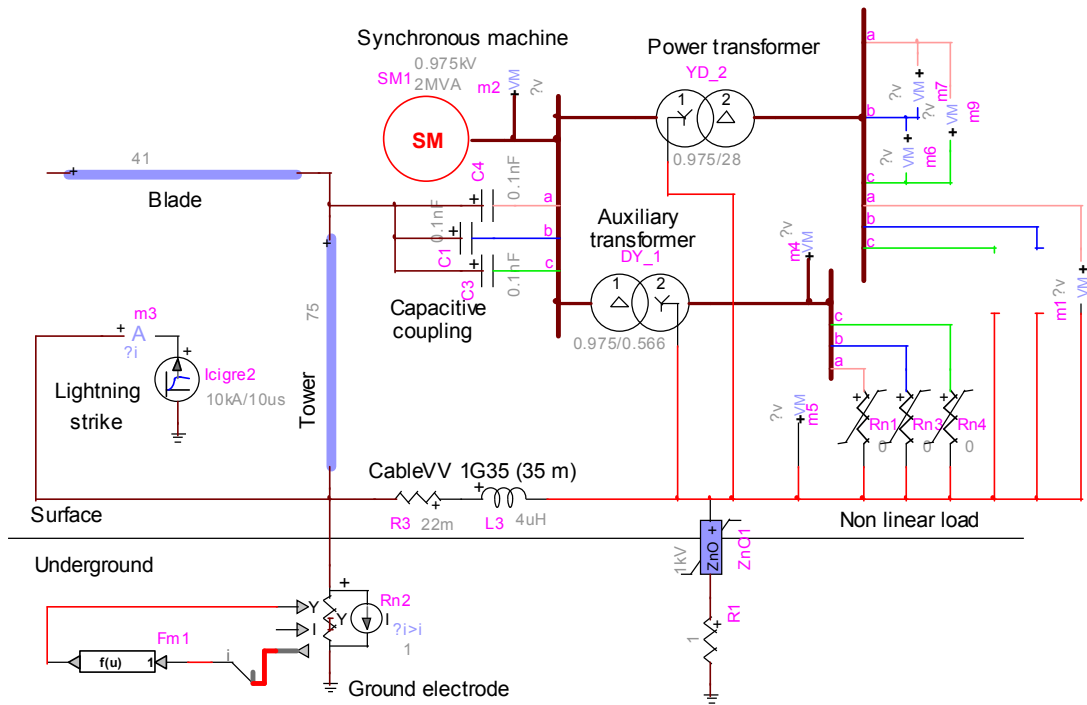 Synchronous machine
0.975kV
SM1
2MVA
m2
VM
?v
SM
Power transformer
YD_2
1
2
0.975/28
a
b
c
a
b
c
?v
VM
m7
?v
VM
m9
?v
VM
m6
?v
VM
m1
41
+
Blade
C4
0.1nF
+
a
0.1nF
C1
+
b
C3
0.1nF
+
c
Capacitive
coupling
Auxiliary
transformer
DY_1
1
2
0.975/0.566
?v
VM
m4
c
b
a
75
+
Tower
+
m3
A
?i
+
Icigre2
10kA/10us
Lightning
strike
?v
VM
m5
+
Rn1
0
+
Rn3
0
+
Rn4
0
CableVV 1G35 (35 m)
R3
+
22m
+
L3
4uH
Surface
Non linear load
1kV
ZnO
+
ZnO1
Underground
Y
I
+
Y
Rn2
I
?i>i
1
Fm1
f(u)
1
i
Ground electrode
1
+
R1